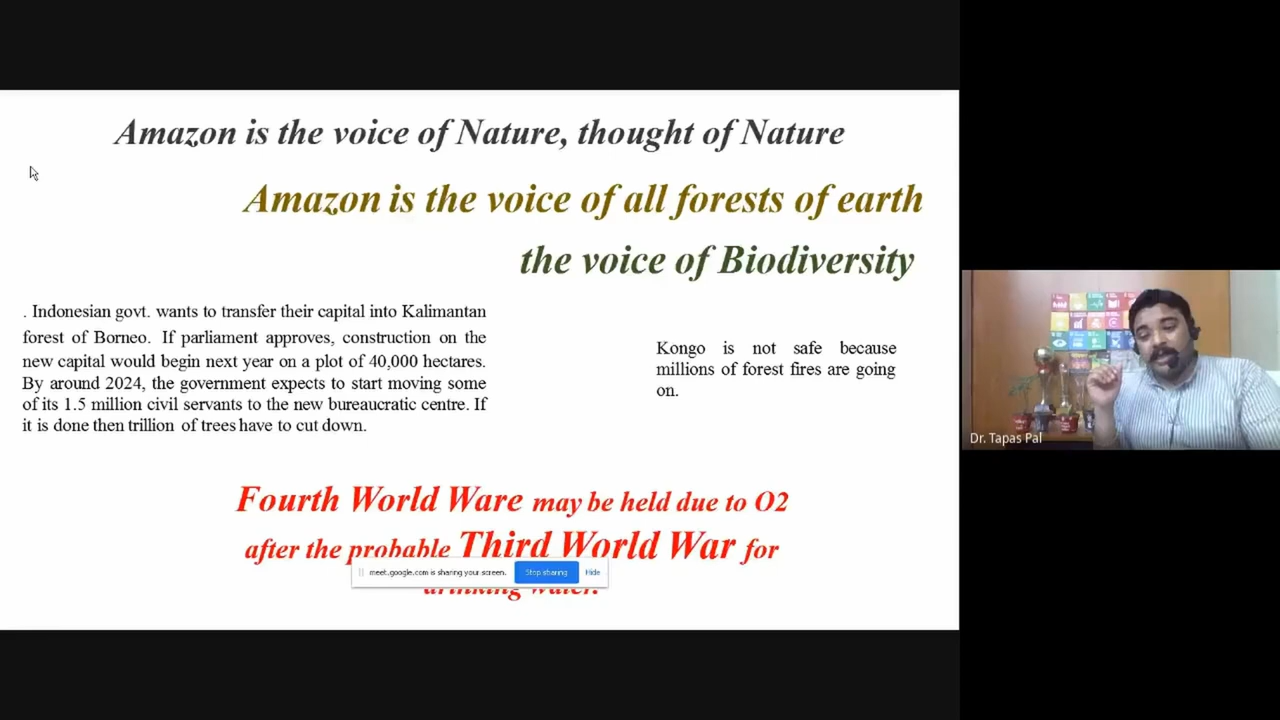 Amazon is the voice of Nature, thought of Nature
Amazon is the voice of all forests of earth
the voice of Biodiversity
. Indonesian govt. wants to transfer their capital into Kalimantan
forest of Borneo. If parliament approves, construction on the
new capital would begin next year on a plot of 40,000 hectares.
By around 2024, the government expects to start moving some
of its 1.5 million civil servants to the new bureaucratic centre. If
it is done then trillion of trees have to cut down.
Kongo is not safe because
millions of forest fires are going
on.
Fourth World Ware may be held due to O2
after the probable Third World War for
drinking water.
meet.google.com is sharing your screen.
Stop sharing
Hide
Dr. Tapas Pal